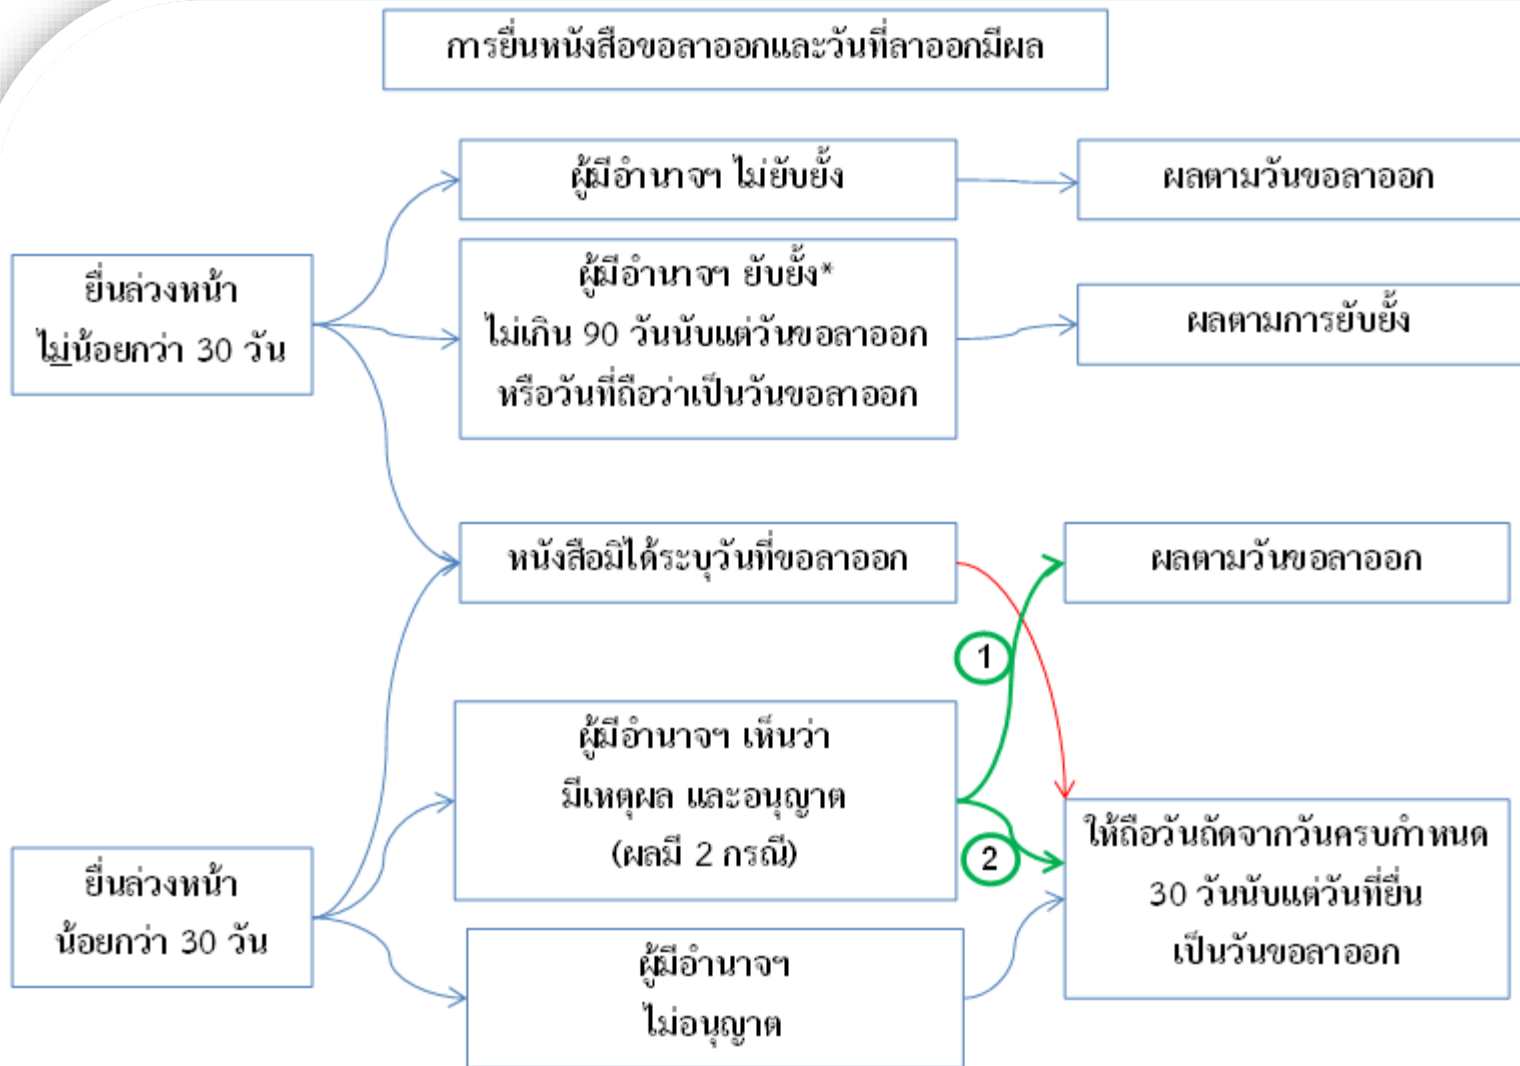 การยื่นหนังสือขอลาออกและวันที่ลาออกมีผล
ผู้มีอำนาจฯ ไม่ยับยั้ง
ผลตามวันขอลาออก
ยื่นล่วงหน้า
ไม่น้อยกว่า 30 วัน
ผู้มีอำนาจฯ ยับยั้ง*
ไม่เกิน 90 วันนับแต่วันขอลาออก
หรือวันที่ถือว่าเป็นวันขอลาออก
ผลตามการยับยั้ง
หนังสือมิได้ระบุวันที่ขอลาออก
ผลตามวันขอลาออก
1
ผู้มีอำนาจฯ เห็นว่า
มีเหตุผล และอนุญาต
(ผลมี 2 กรณี)
2
ให้ถือวันถัดจากวันครบกำหนด
30 วันนับแต่วันที่ยื่น
เป็นวันขอลาออก
ยื่นล่วงหน้า
น้อยกว่า 30 วัน
ผู้มีอำนาจฯ
ไม่อนุญาต